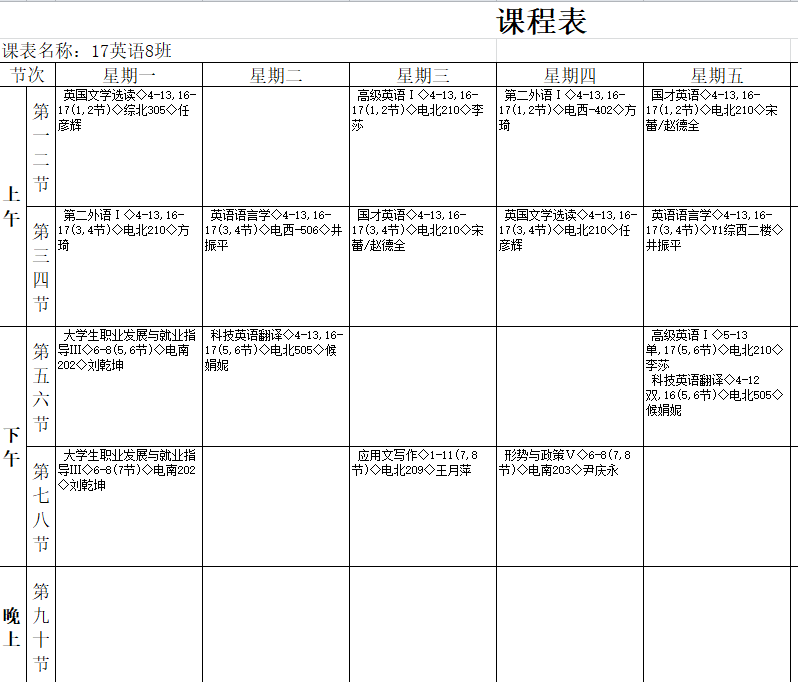 课程表
课表名称：17英语8班
节次 星期一 星期二 星期三 星期四 星期五
上午
第一二节
英国文学选读◇4-13,16-
17(1,2节)◇综北305◇任
彦辉
高级英语Ⅰ◇4-13,16-
17(1,2节)◇电北210◇李
莎
第二外语Ⅰ◇4-13,16-
17(1,2节)◇电西-402◇方
琦
国才英语◇4-13,16-
17(1,2节)◇电北210◇宋
蕾/赵德全
第三四节
第二外语Ⅰ◇4-13,16-
17(3,4节)◇电北210◇方
琦
英语语言学◇4-13,16-
17(3,4节)◇电西-506◇井
振平
国才英语◇4-13,16-
17(3,4节)◇电北210◇宋
蕾/赵德全
英国文学选读◇4-13,16-
17(3,4节)◇电北210◇任
彦辉
英语语言学◇4-13,16-
17(3,4节)◇Y1综西二楼◇
井振平
下午
第五六节
大学生职业发展与就业指
导Ⅲ◇6-8(5,6节)◇电南
202◇刘乾坤
科技英语翻译◇4-13,16-
17(5,6节)◇电北505◇候
娟妮
高级英语Ⅰ◇5-13
单,17(5,6节)◇电北210◇
李莎
科技英语翻译◇4-12
双,16(5,6节)◇电北505◇
候娟妮
第七八节
大学生职业发展与就业指
导Ⅲ◇6-8(7节)◇电南202
◇刘乾坤
应用文写作◇1-11(7,8
节)◇电北209◇王月萍
形势与政策Ⅴ◇6-8(7,8
节)◇电南203◇尹庆永
晚上
第九十节